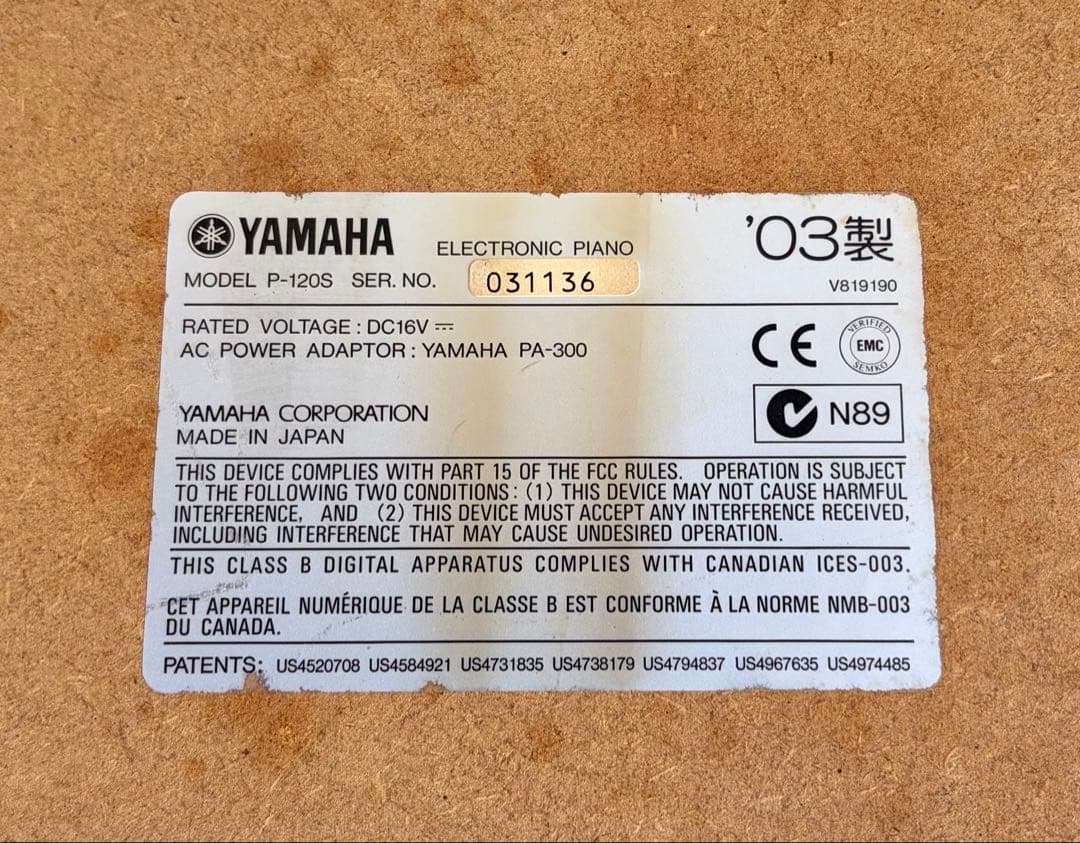 YAMAHA ELECTRONIC PIANO '03製
MODEL P-120S SER. NO. 031136 V819190
RATED VOLTAGE : DC16V
AC POWER ADAPTOR : YAMAHA PA-300
CE VERIFIED EMC SEMKO
YAMAHA CORPORATION N89
MADE IN JAPAN
THIS DEVICE COMPLIES WITH PART 15 OF THE FCC RULES. OPERATION IS SUBJECT
TO THE FOLLOWING TWO CONDITIONS : (1) THIS DEVICE MAY NOT CAUSE HARMFUL
INTERFERENCE, AND (2) THIS DEVICE MUST ACCEPT ANY INTERFERENCE RECEIVED,
INCLUDING INTERFERENCE THAT MAY CAUSE UNDESIRED OPERATION.
THIS CLASS B DIGITAL APPARATUS COMPLIES WITH CANADIAN ICES-003.
CET APPAREIL NUMÉRIQUE DE LA CLASSE B EST CONFORME À LA NORME NMB-003
DU CANADA.
PATENTS: US4520708 US4584921 US4731835 US4738179 US4794837 US4967635 US4974485